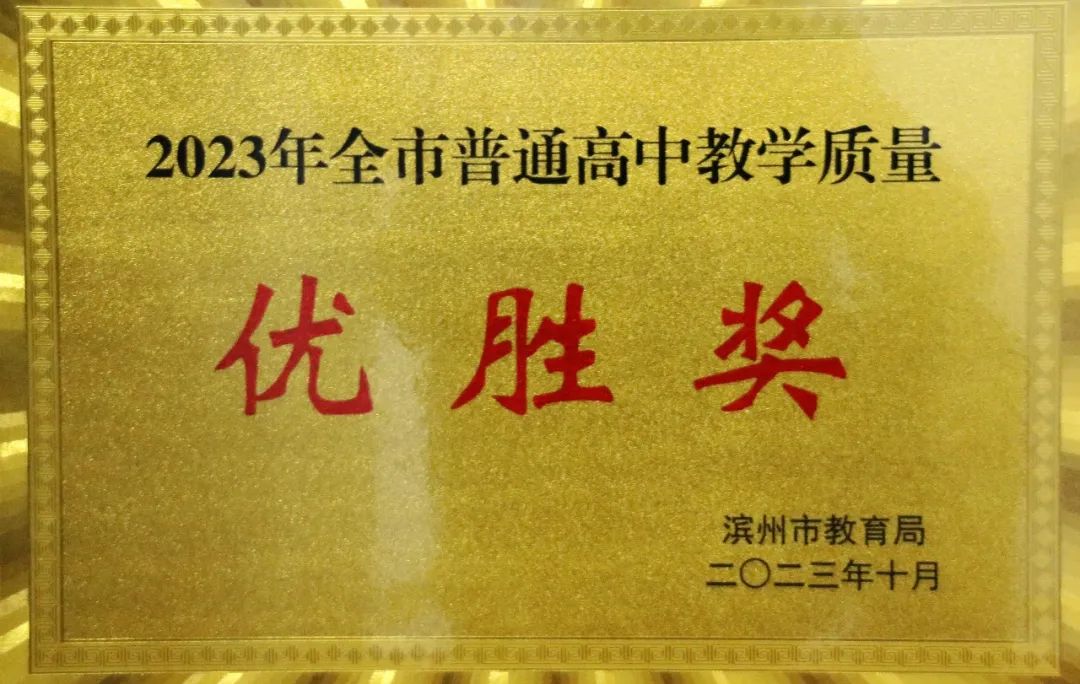 2023年全市普通高中教学质量
优胜奖
滨州市教育局
二〇二三年十月